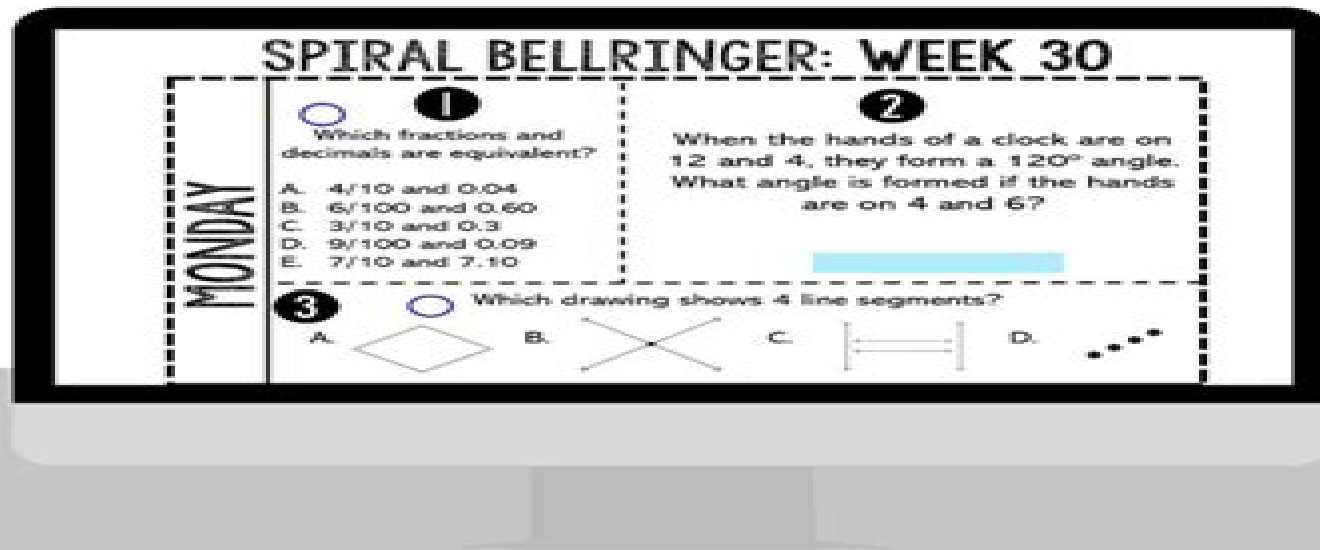 SPIRAL BELLRINGER: WEEK 30
MONDAY
1
Which fractions and
decimals are equivalent?
A. 4/10 and 0.04
B. 6/100 and 0.60
C. 3/10 and 0.3
D. 9/100 and 0.09
E. 7/10 and 7.10
2
When the hands of a clock are on
12 and 4, they form a 120° angle.
What angle is formed if the hands
are on 4 and 6?
3
Which drawing shows 4 line segments?
A. B. C. D.